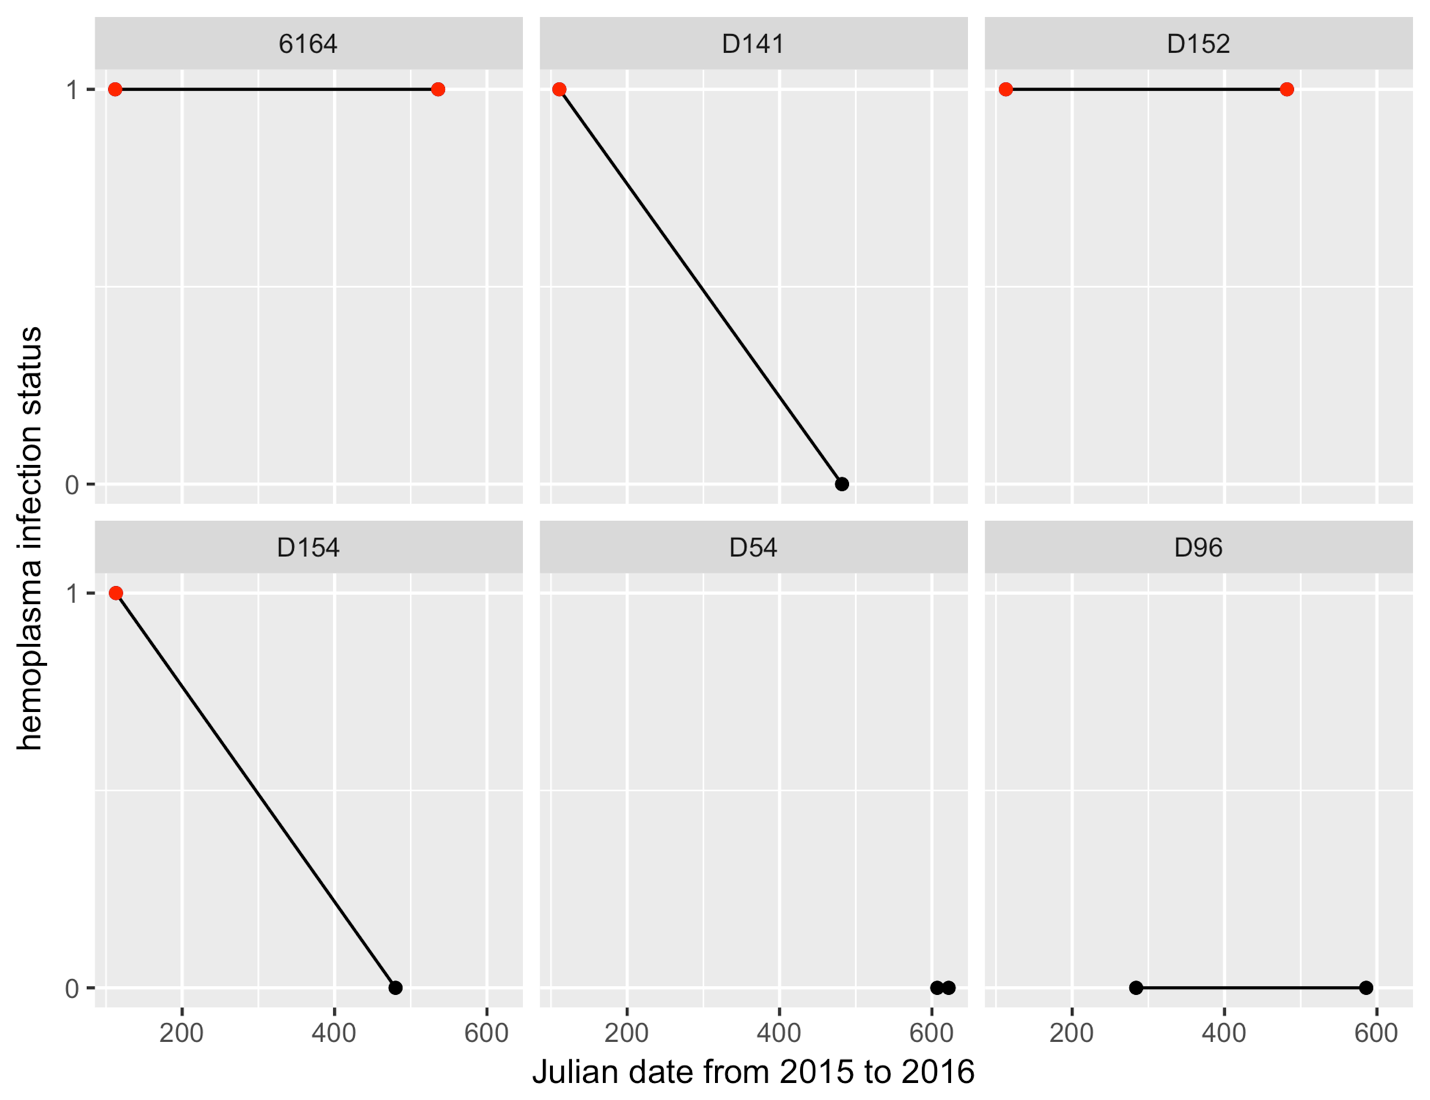 6164 D141 D152
1
0
hemoplasma infection status
D154 D54 D96
1
0
200 400 600 200 400 600 200 400 600
Julian date from 2015 to 2016